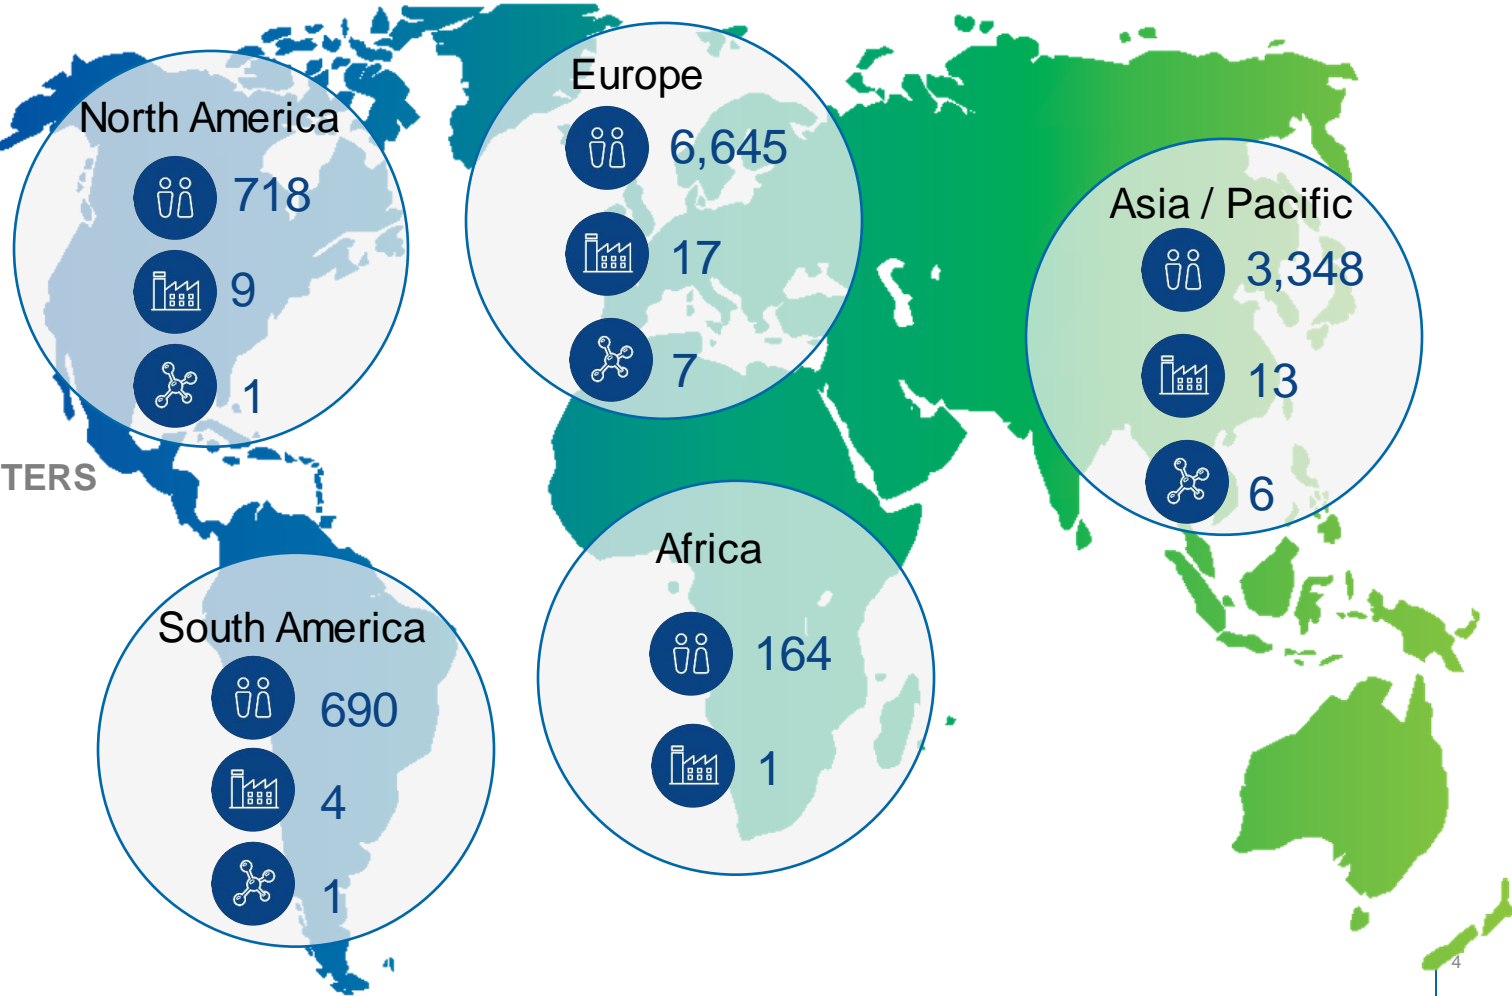 North America
718
9
1
Europe
6,645
17
7
Asia / Pacific
3,348
13
6
TERS
South America
690
4
1
Africa
164
1
4